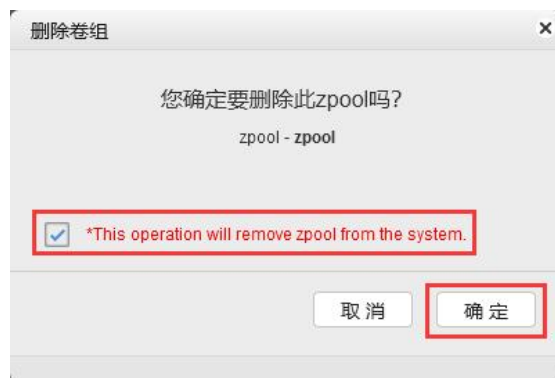 删除卷组
您确定要删除此zpool吗?
zpool - zpool
*This operation will remove zpool from the system.
取消
确定